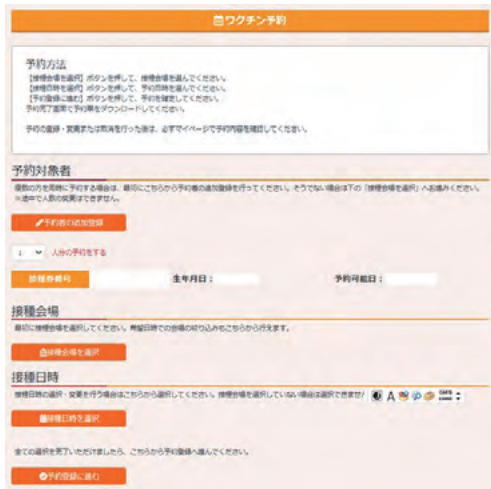 ワクチン予約
予約方法
【接種会場を選択】ボタンを押して、接種会場を選んでください。
【接種日時を選択】ボタンを押して、予約日時を選んでください。
【予約登録に進む】ボタンを押して、予約を確定してください。
予約完了画面で予約票をダウンロードしてください。
予約の登録・変更または取消を行った後は、必ずマイページで予約内容を確認してください。
予約対象者
複数の方を同時に予約する場合は、最初にこちらから予約者の追加登録を行ってください。そうでない場合は下の「接種会場を選択」へお進みください。
※途中で人数の変更はできません。
予約者の追加登録
1 人分の予約をする
接種券番号 生年月日： 予約可能日：
接種会場
最初に接種会場を選択してください。希望日時での会場の絞り込みもこちらから行えます。
接種会場を選択
接種日時
接種日時の選択・変更を行う場合はこちらから選択してください。接種会場を選択していない場合は選択できませ
接種日時を選択
全ての選択を完了いただけましたら、こちらから予約登録へ進んでください。
予約登録に進む